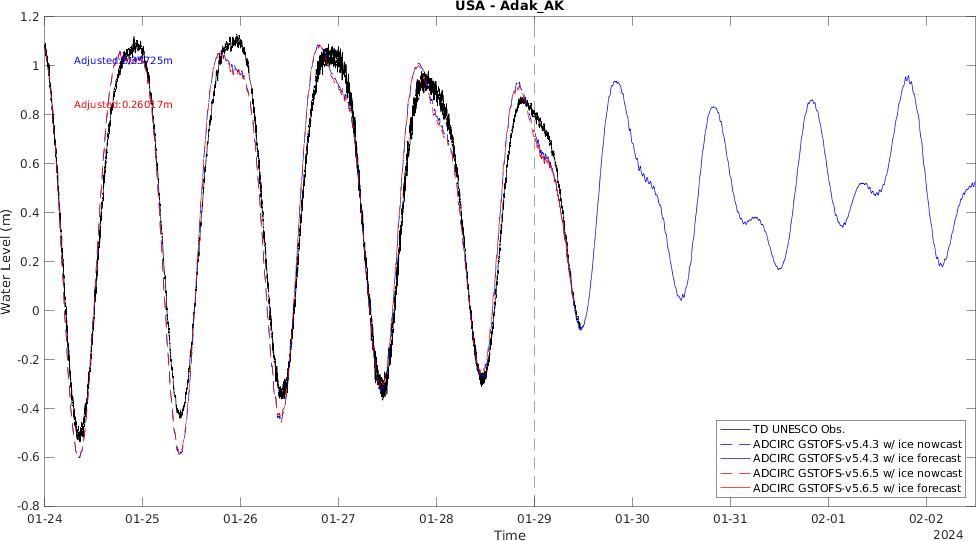 USA - Adak_AK
1.2
1
0.8
0.6
0.4
0.2
0
-0.2
-0.4
-0.6
-0.8
Water Level (m)
Adjusted:
Adjusted:0.26017m
TD UNESCO Obs.
ADCIRC GSTOFS-v5.4.3 w/ ice nowcast
ADCIRC GSTOFS-v5.4.3 w/ ice forecast
ADCIRC GSTOFS-v5.6.5 w/ ice nowcast
ADCIRC GSTOFS-v5.6.5 w/ ice forecast
01-24 01-25 01-26 01-27 01-28 01-29 01-30 01-31 02-01 02-02
Time
2024